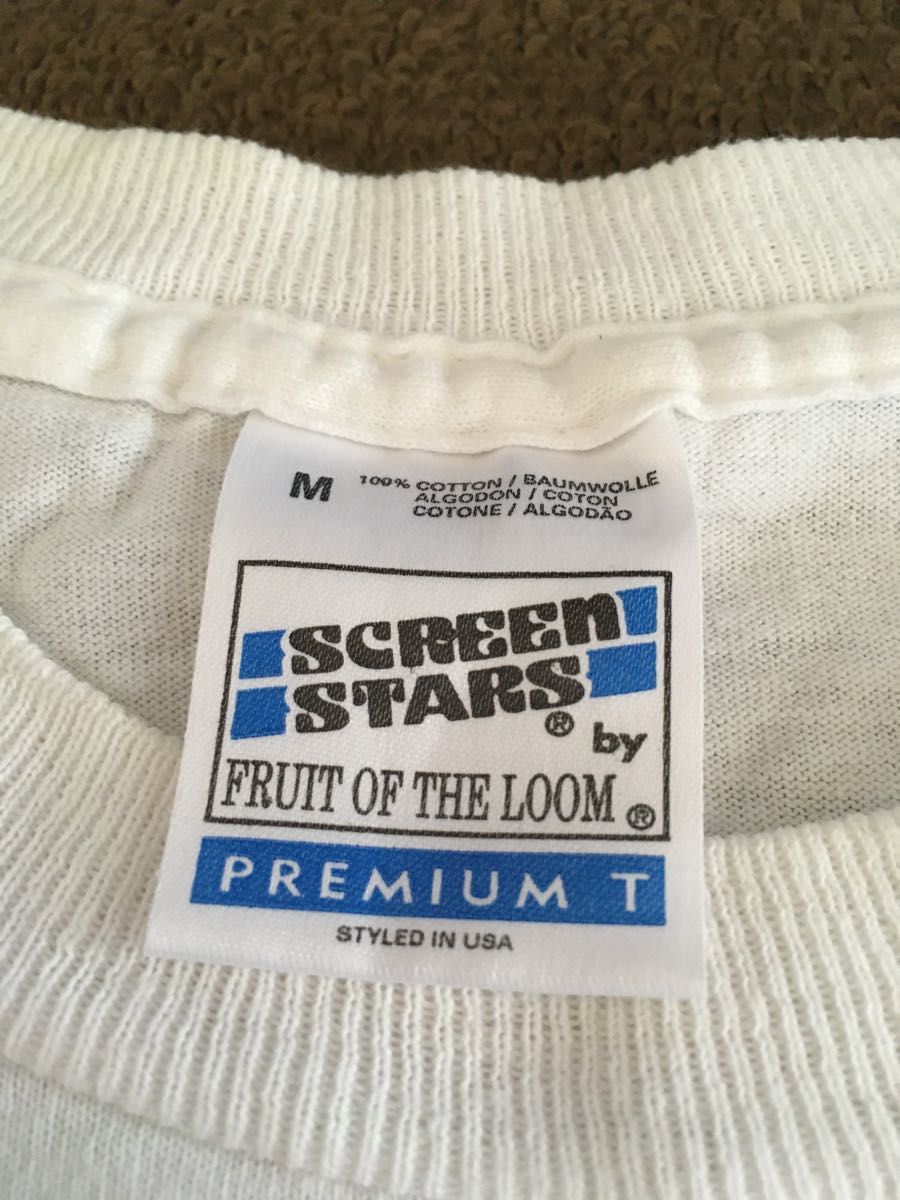 M 100% COTTON / BAUMWOLLE
ALGODON / COTON
COTONE / ALGODÃO
SCREEN
STARS® by
FRUIT OF THE LOOM®
PREMIUM T
STYLED IN USA